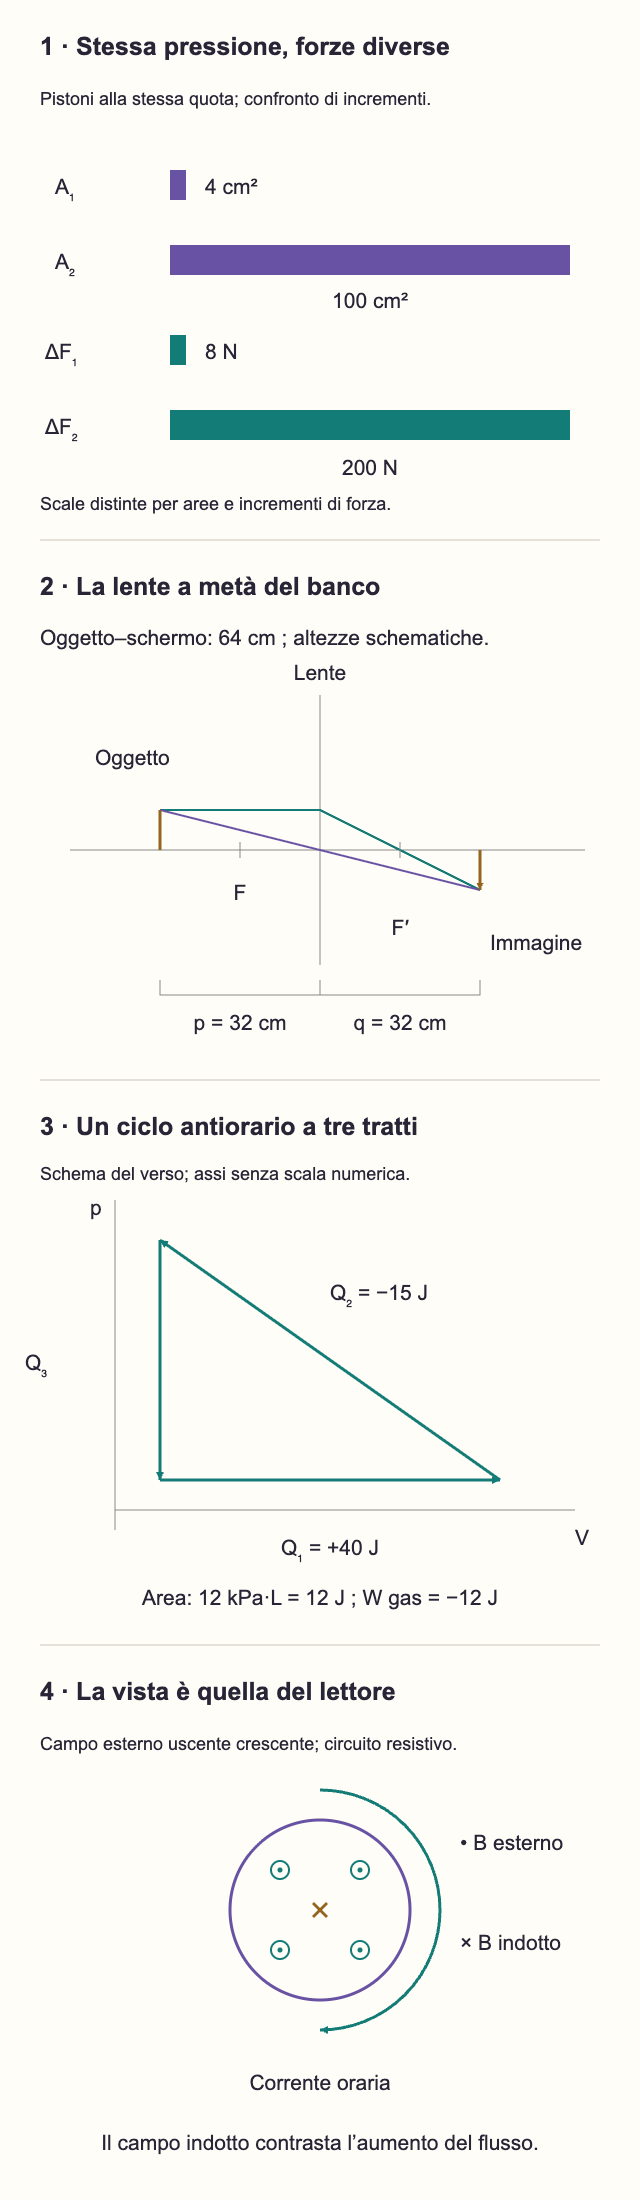 1 · Stessa pressione, forze diverse
Pistoni alla stessa quota; confronto di incrementi.
A₁ 4 cm²
A₂
100 cm²
ΔF₁ 8 N
ΔF₂
200 N
Scale distinte per aree e incrementi di forza.
2 · La lente a metà del banco
Oggetto–schermo: 64 cm ; altezze schematiche.
Lente
Oggetto
F
F′
Immagine
p = 32 cm q = 32 cm
3 · Un ciclo antiorario a tre tratti
Schema del verso; assi senza scala numerica.
p
Q₂ = −15 J
Q₃
V
Q₁ = +40 J
Area: 12 kPa·L = 12 J ; W gas = −12 J
4 · La vista è quella del lettore
Campo esterno uscente crescente; circuito resistivo.
• B esterno
× B indotto
Corrente oraria
Il campo indotto contrasta l’aumento del flusso.